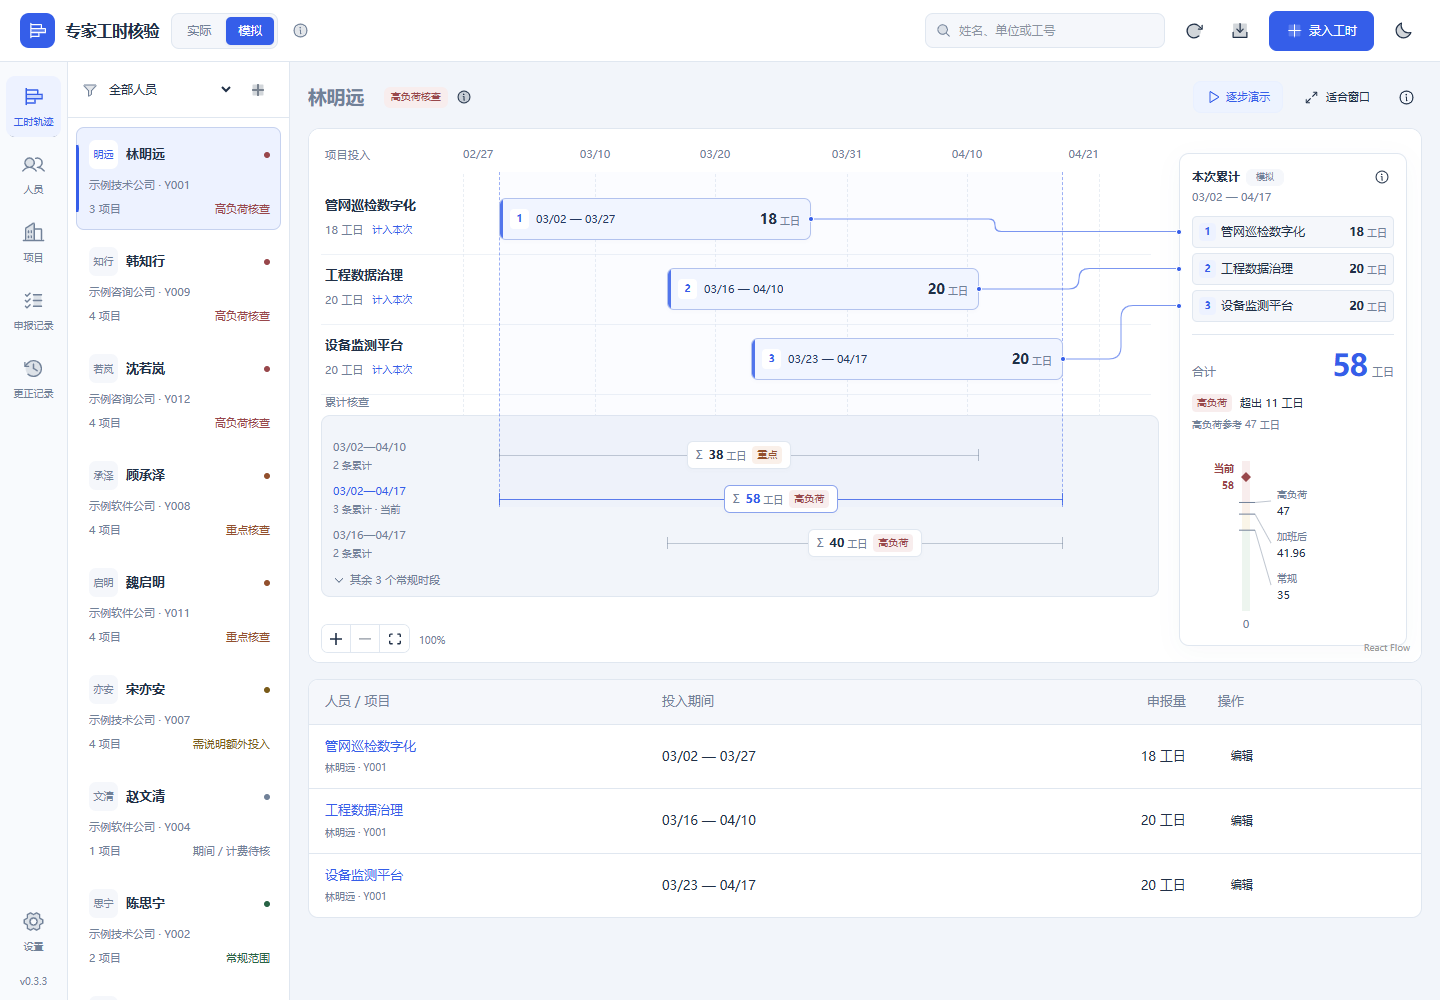 专家工时核验
实际
模拟
姓名、单位或工号
录入工时
工时轨迹
人员
项目
申报记录
更正记录
设置
v0.3.3
全部人员
明远 林明远
示例技术公司 · Y001
3 项目 高负荷核查
知行 韩知行
示例咨询公司 · Y009
4 项目 高负荷核查
若岚 沈若岚
示例咨询公司 · Y012
4 项目 高负荷核查
承泽 顾承泽
示例软件公司 · Y008
4 项目 重点核查
启明 魏启明
示例软件公司 · Y011
4 项目 重点核查
亦安 宋亦安
示例技术公司 · Y007
4 项目 需说明额外投入
文清 赵文清
示例软件公司 · Y004
1 项目 期间 / 计费待核
思宁 陈思宁
示例技术公司 · Y002
2 项目 常规范围
林明远
高负荷核查
逐步演示
适合窗口
项目投入
02/27 03/10 03/20 03/31 04/10 04/21
管网巡检数字化
18 工日 计入本次
1 03/02 — 03/27 18 工日
工程数据治理
20 工日 计入本次
2 03/16 — 04/10 20 工日
设备监测平台
20 工日 计入本次
3 03/23 — 04/17 20 工日
累计核查
03/02—04/10
2 条累计
Σ 38 工日 重点
03/02—04/17
3 条累计 · 当前
Σ 58 工日 高负荷
03/16—04/17
2 条累计
Σ 40 工日 高负荷
其余 3 个常规时段
100%
本次累计 模拟
03/02 — 04/17
1 管网巡检数字化 18 工日
2 工程数据治理 20 工日
3 设备监测平台 20 工日
合计 58 工日
高负荷 超出 11 工日
高负荷参考 47 工日
当前
58
高负荷
47
加班后
41.96
常规
35
0
React Flow
人员 / 项目 投入期间 申报量 操作
管网巡检数字化
林明远 · Y001
03/02 — 03/27 18 工日 编辑
工程数据治理
林明远 · Y001
03/16 — 04/10 20 工日 编辑
设备监测平台
林明远 · Y001
03/23 — 04/17 20 工日 编辑